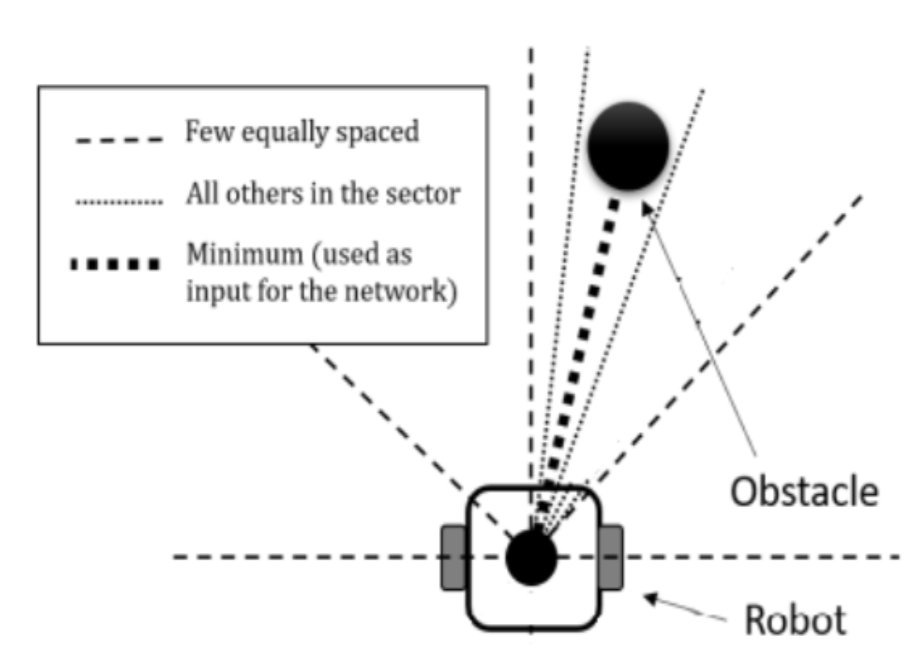 Few equally spaced
All others in the sector
Minimum (used as
input for the network)
Obstacle
Robot